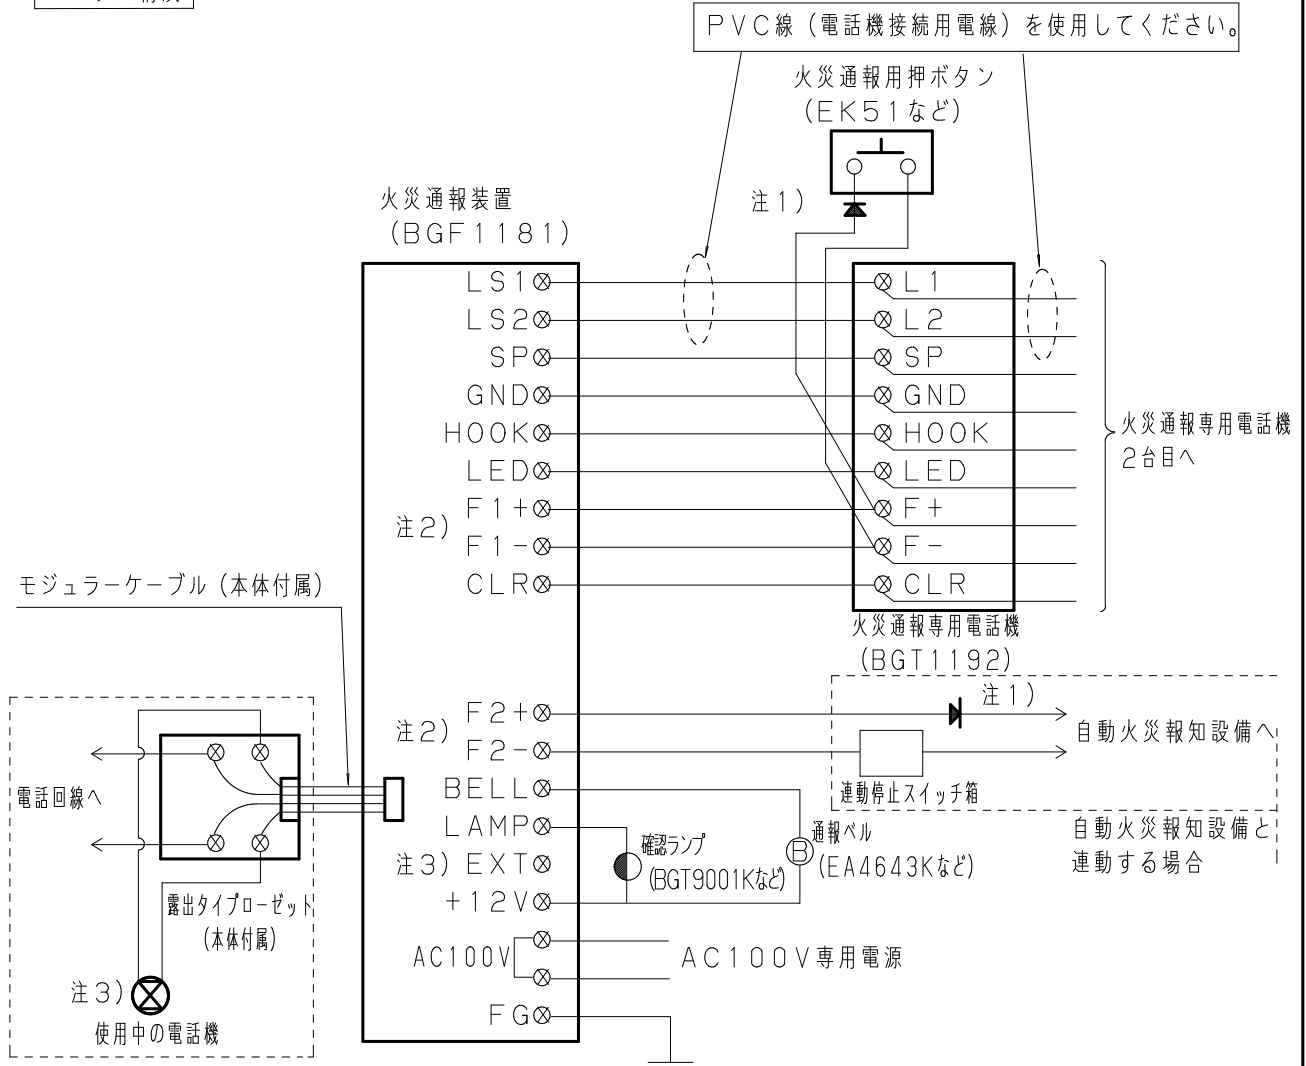 PVC線（電話機接続用電線）を使用してください。
火災通報用押ボタン
（EK51など）
注1）
火災通報装置
（BGF1181）
LS1
LS2
SP
GND
HOOK
LED
F1+
注2）
F1-
CLR
L1
L2
SP
GND
HOOK
LED
F+
F-
CLR
火災通報専用電話機
2台目へ
火災通報専用電話機
（BGT1192）
モジュラーケーブル（本体付属）
F2+
注2）
F2-
BELL
LAMP
注3）EXT
+12V
AC100V
FG
注1）
自動火災報知設備へ
連動停止スイッチ箱
自動火災報知設備と
連動する場合
通報ベル
B
（EA4643Kなど）
確認ランプ
（BGT9001Kなど）
AC100V専用電源
電話回線へ
露出タイプローゼット
（本体付属）
注3）
使用中の電話機